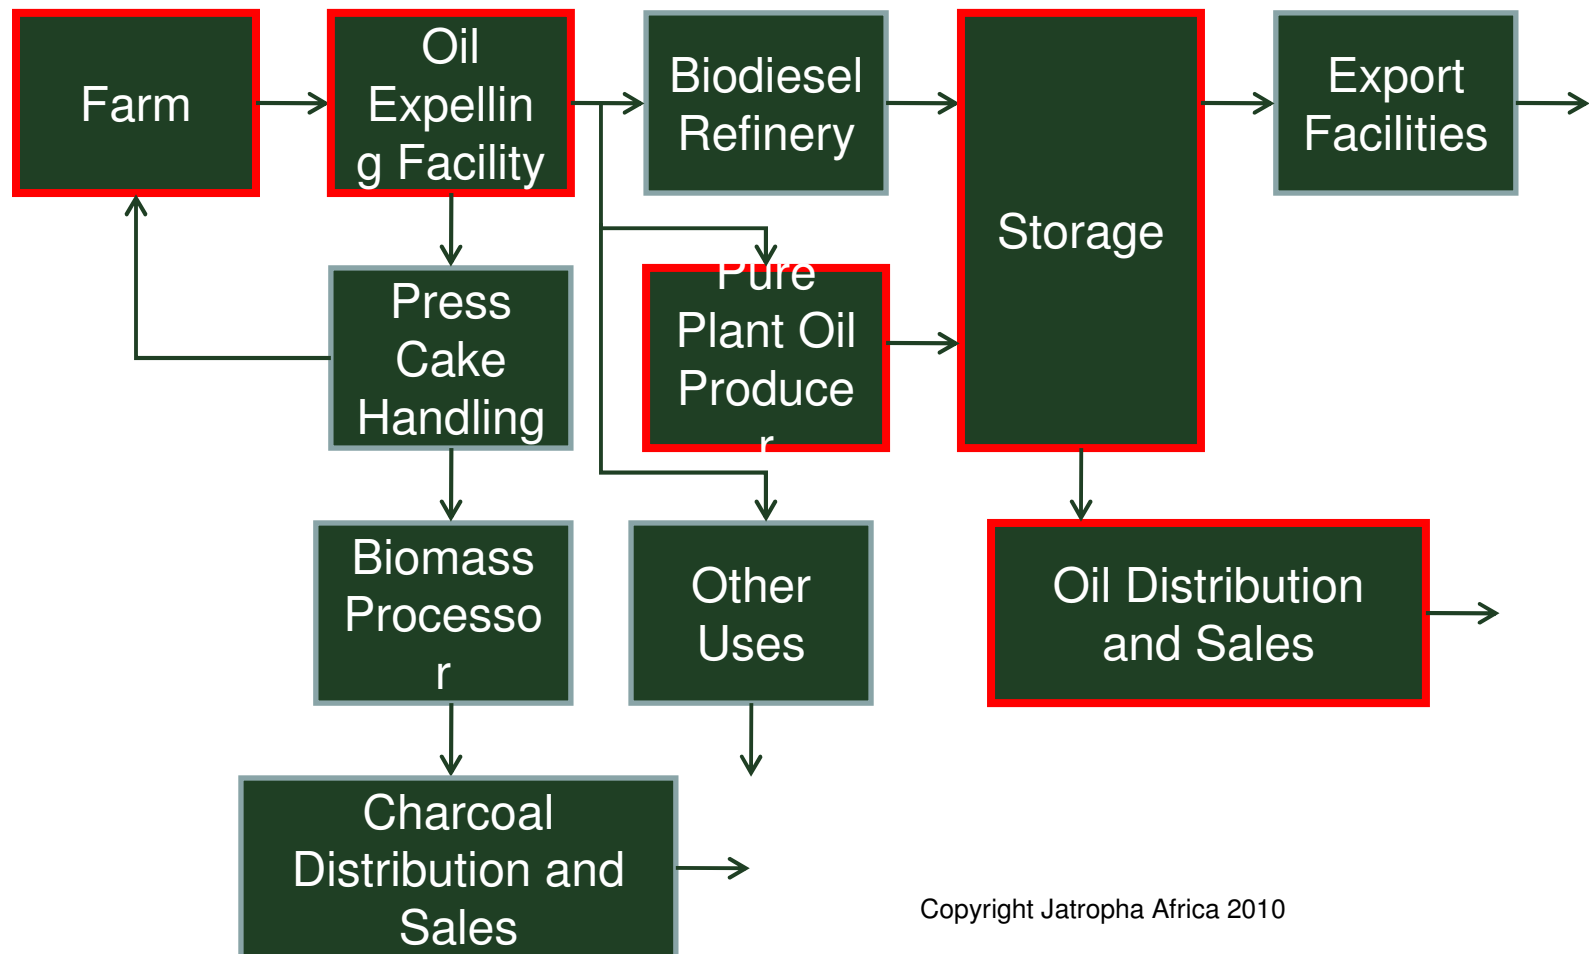 Farm
Oil
Expellin
g Facility
Biodiesel
Refinery
Storage
Export
Facilities
Press
Cake
Handling
Pure
Plant Oil
Produce
r
Biomass
Processo
r
Other
Uses
Oil Distribution
and Sales
Charcoal
Distribution and
Sales
Copyright Jatropha Africa 2010